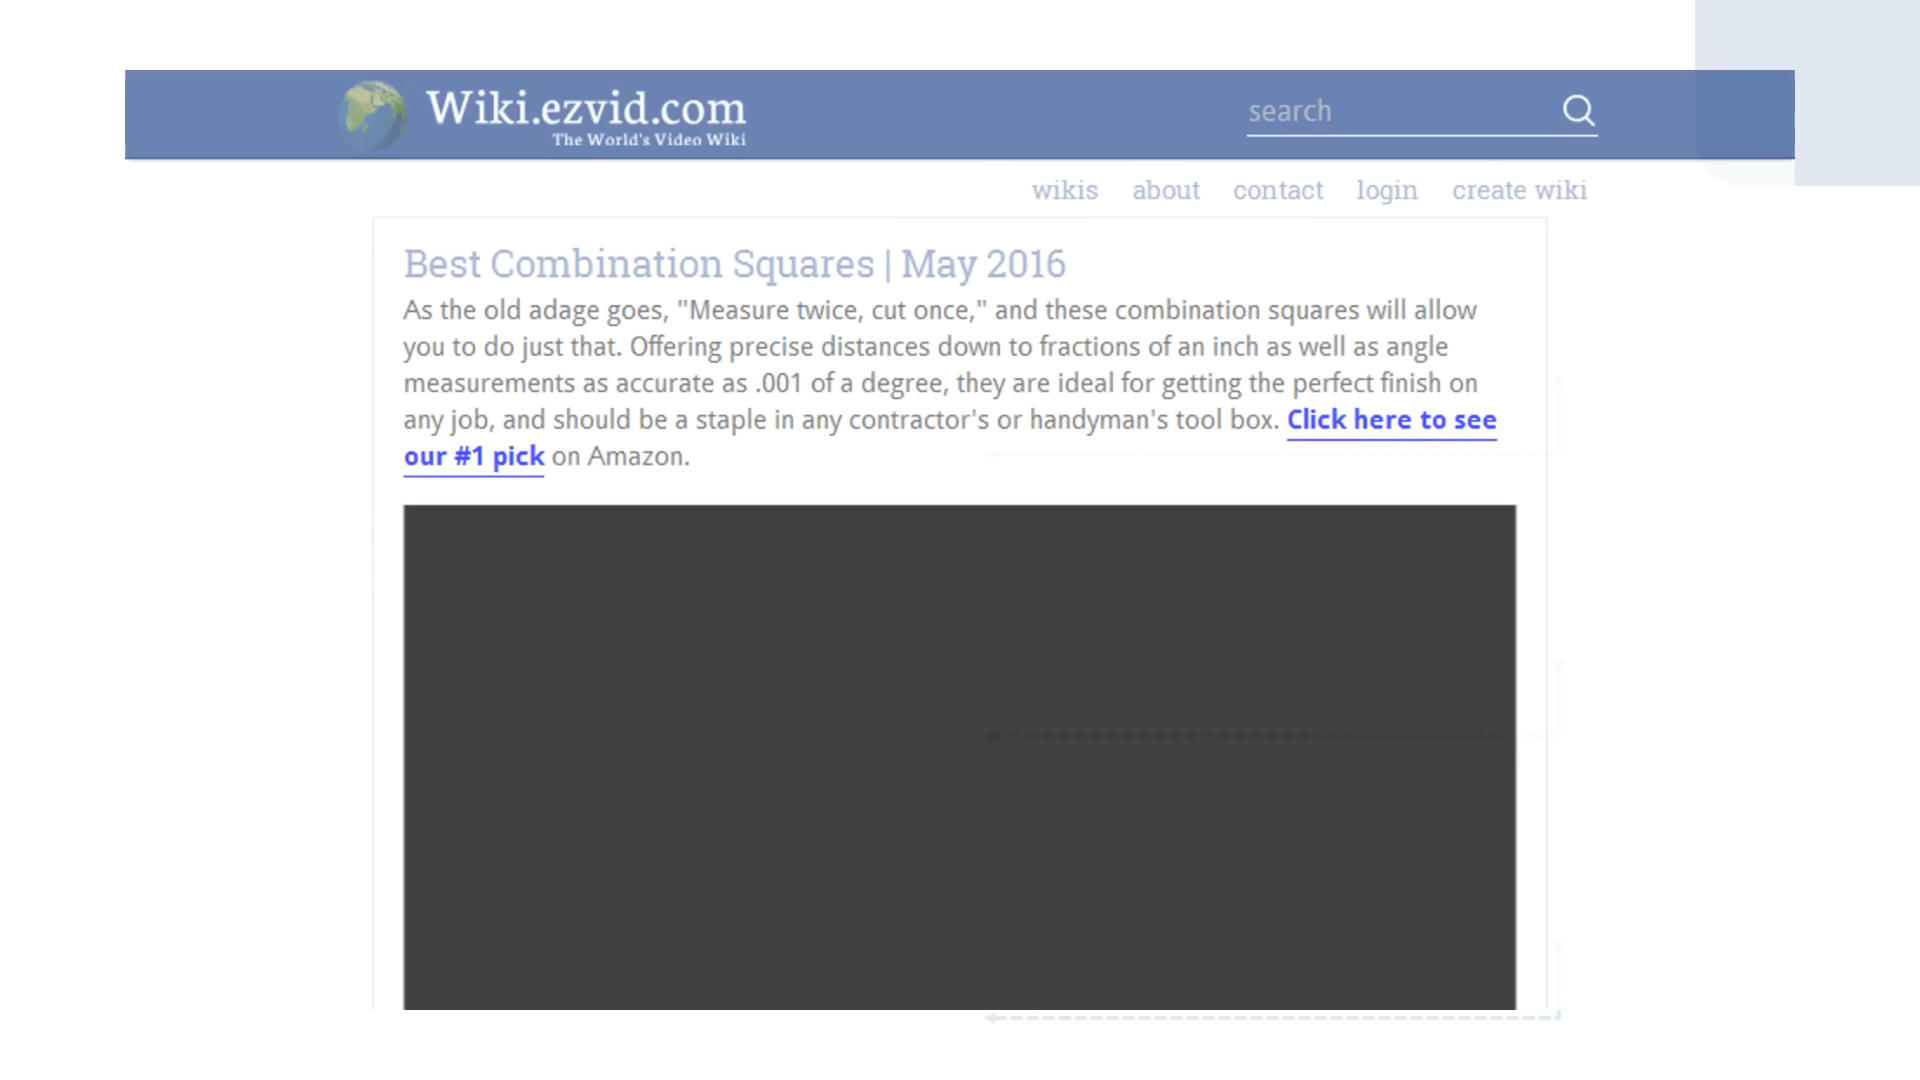 Wiki.ezvid.com
The World's Video Wiki
search
wikis about contact login create wiki
Best Combination Squares | May 2016
As the old adage goes, "Measure twice, cut once," and these combination squares will allow
you to do just that. Offering precise distances down to fractions of an inch as well as angle
measurements as accurate as .001 of a degree, they are ideal for getting the perfect finish on
any job, and should be a staple in any contractor's or handyman's tool box. Click here to see
our #1 pick on Amazon.